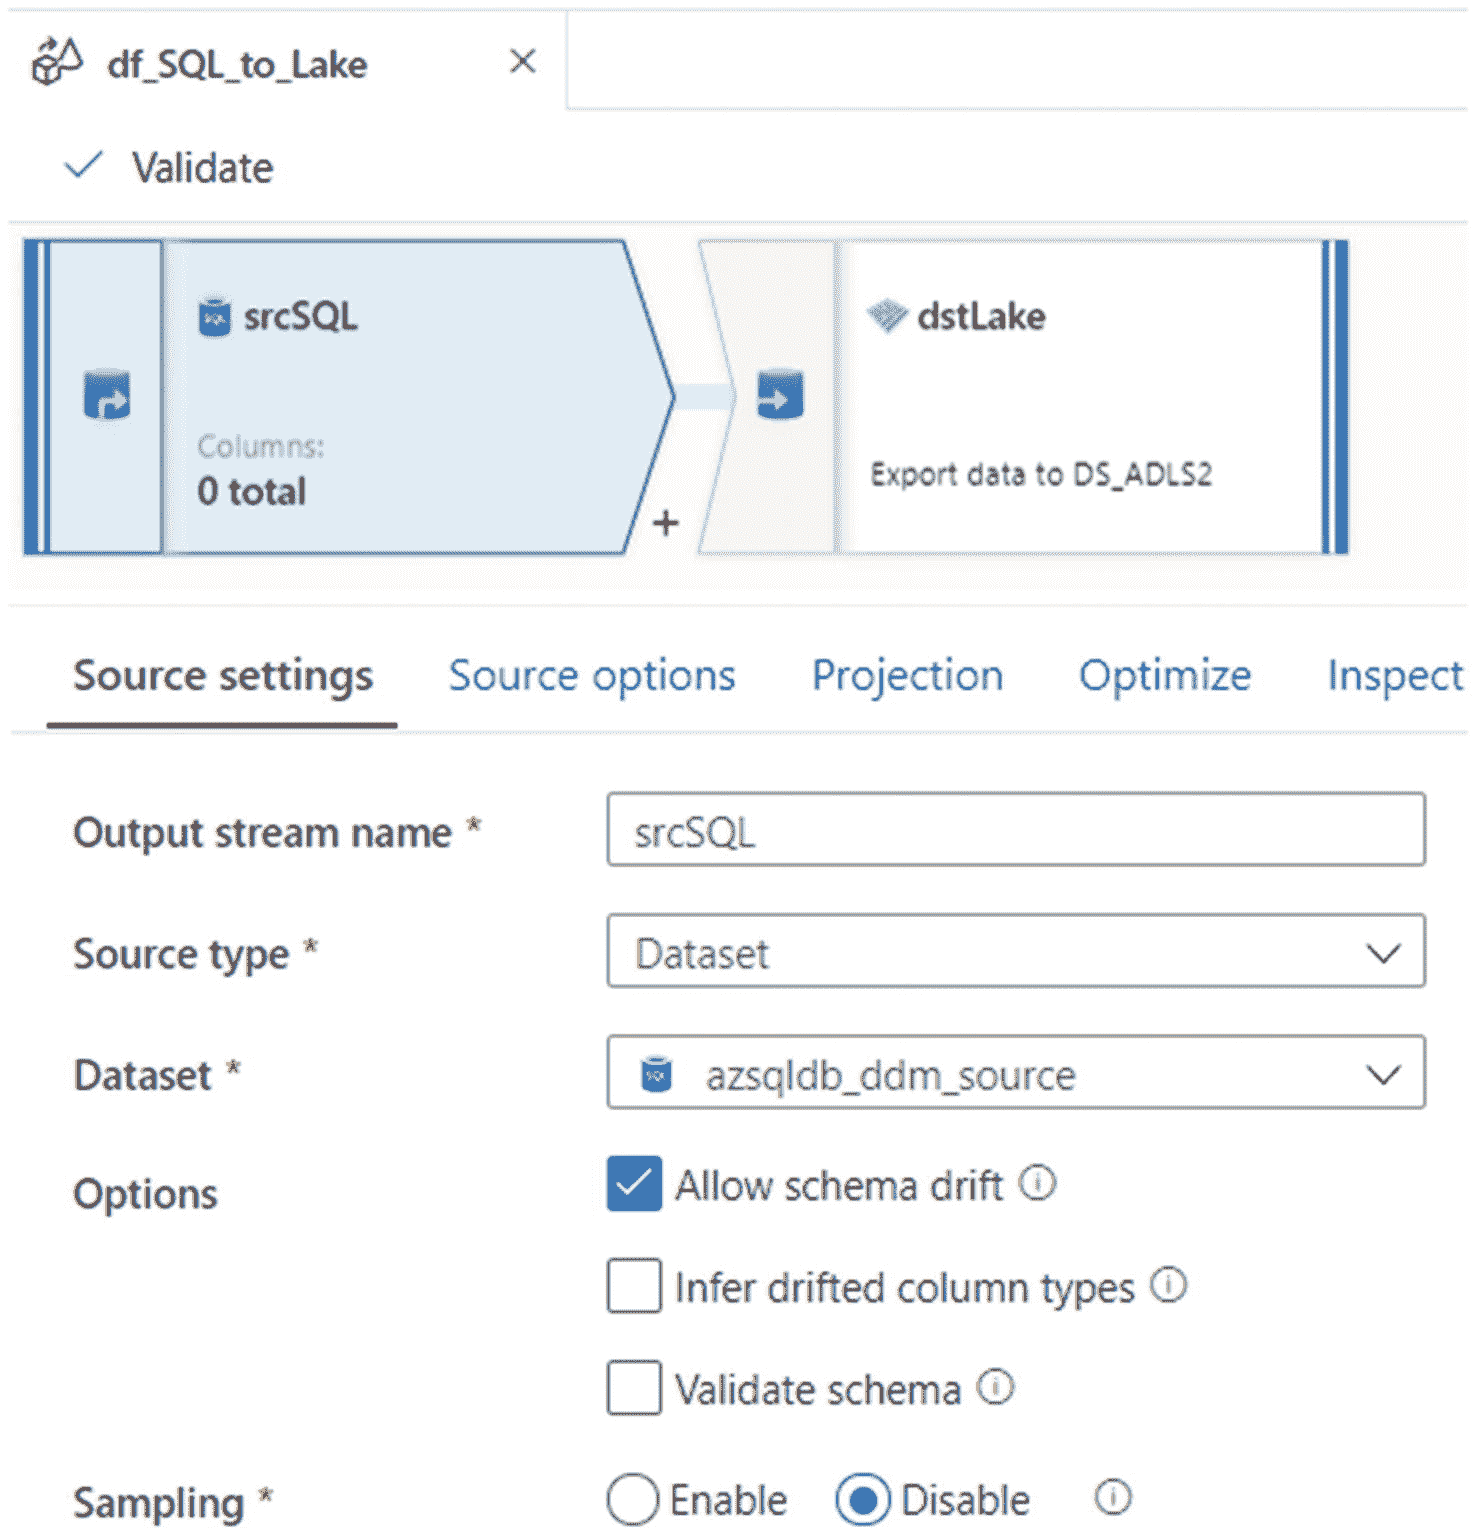 df_SQL_to_Lake
Validate
srcSQL
dstLake
Columns:
0 total
Export data to DS_ADLS2
Source settings Source options Projection Optimize Inspect
Output stream name * srcSQL
Source type * Dataset
Dataset * azsqldb_ddm_source
Options Allow schema drift
Infer drifted column types
Validate schema
Sampling * Enable Disable